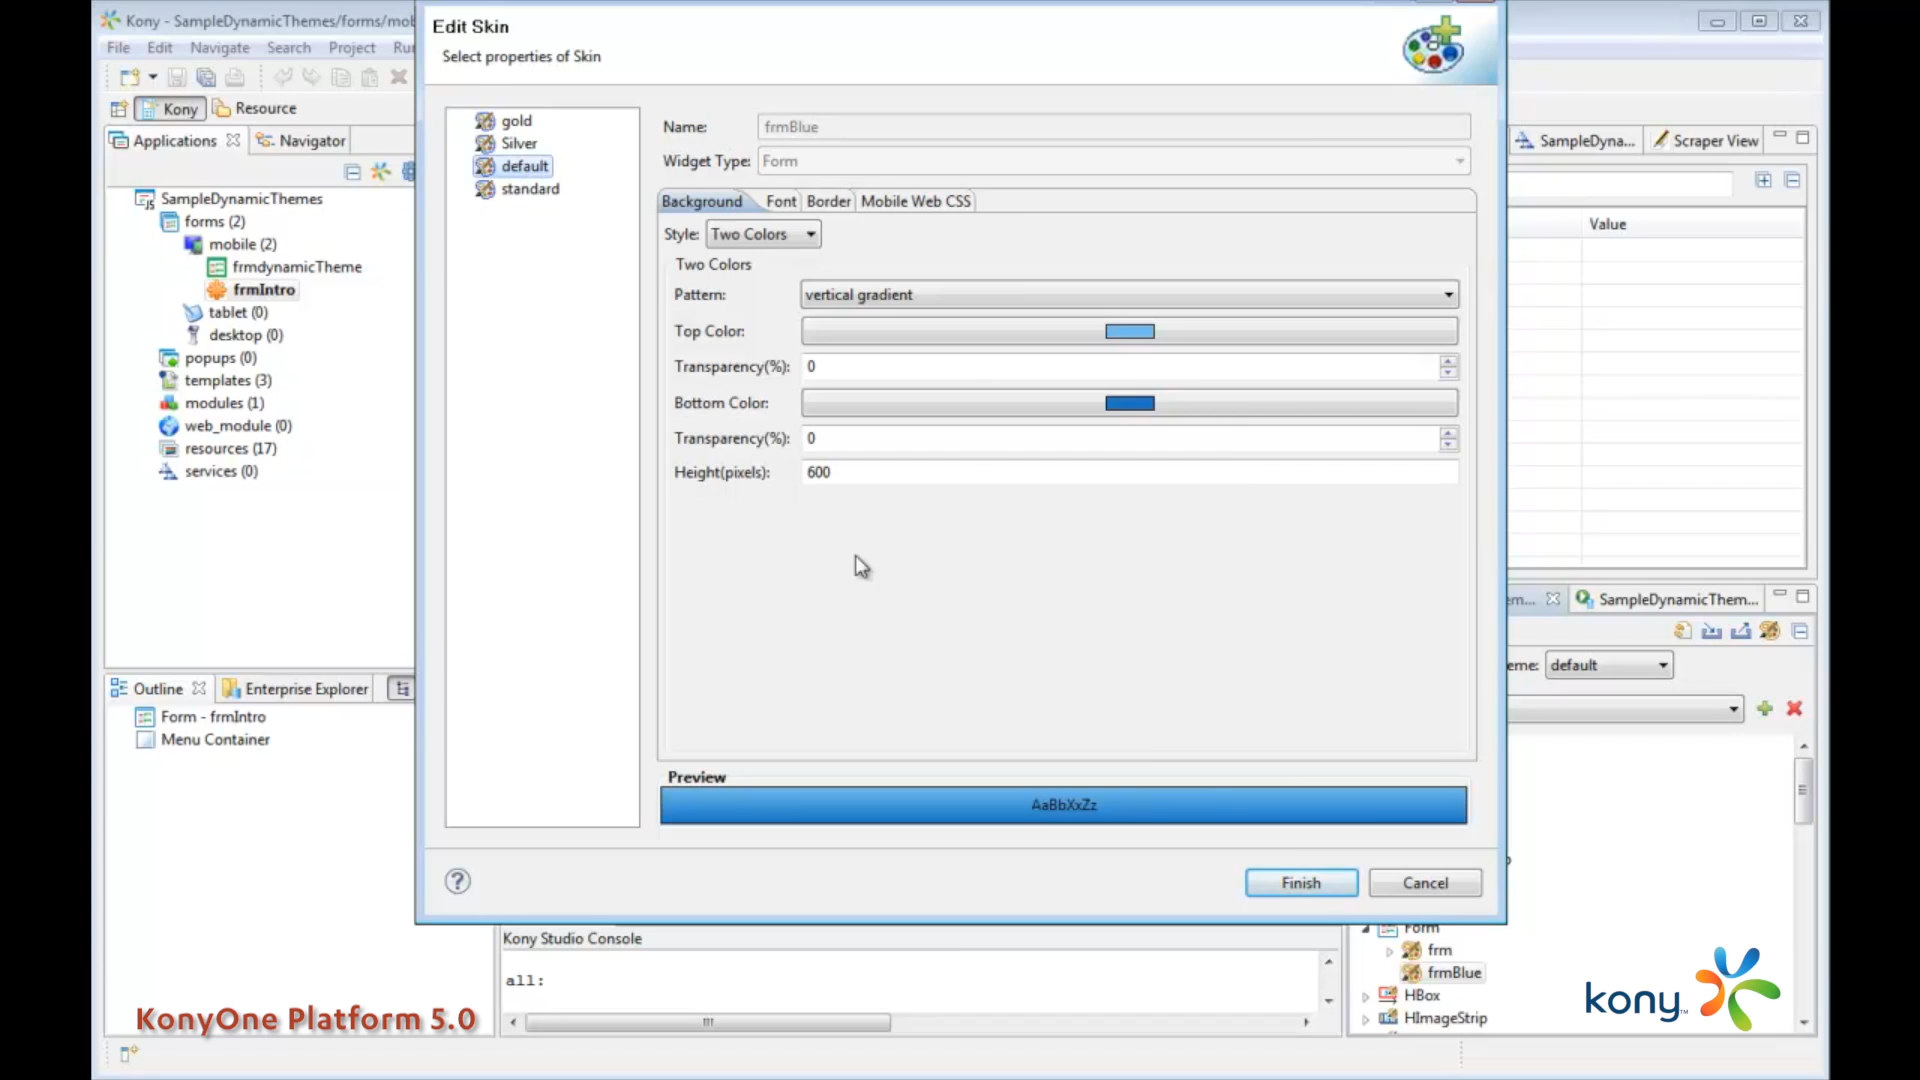 Kony - SampleDynamicThemes/forms/mob
File Edit Navigate Search Project Ru
Kony Resource
Applications Navigator
SampleDynamicThemes
forms (2)
mobile (2)
frmdynamicTheme
frmIntro
tablet (0)
desktop (0)
popups (0)
templates (3)
modules (1)
web_module (0)
resources (17)
services (0)
Outline Enterprise Explorer
Form - frmIntro
Menu Container
Edit Skin
Select properties of Skin
gold
Silver
default
standard
Name: frmBlue
Widget Type: Form
Background Font Border Mobile Web CSS
Style: Two Colors
Two Colors
Pattern: vertical gradient
Top Color:
Transparency(%): 0
Bottom Color:
Transparency(%): 0
Height(pixels): 600
Preview
AaBbXxZz
Finish Cancel
SampleDyna... Scraper View
Value
em... SampleDynamicThem...
eme: default
Form
frm
frmBlue
HBox
HImageStrip
Kony Studio Console
all:
KonyOne Platform 5.0
kony™